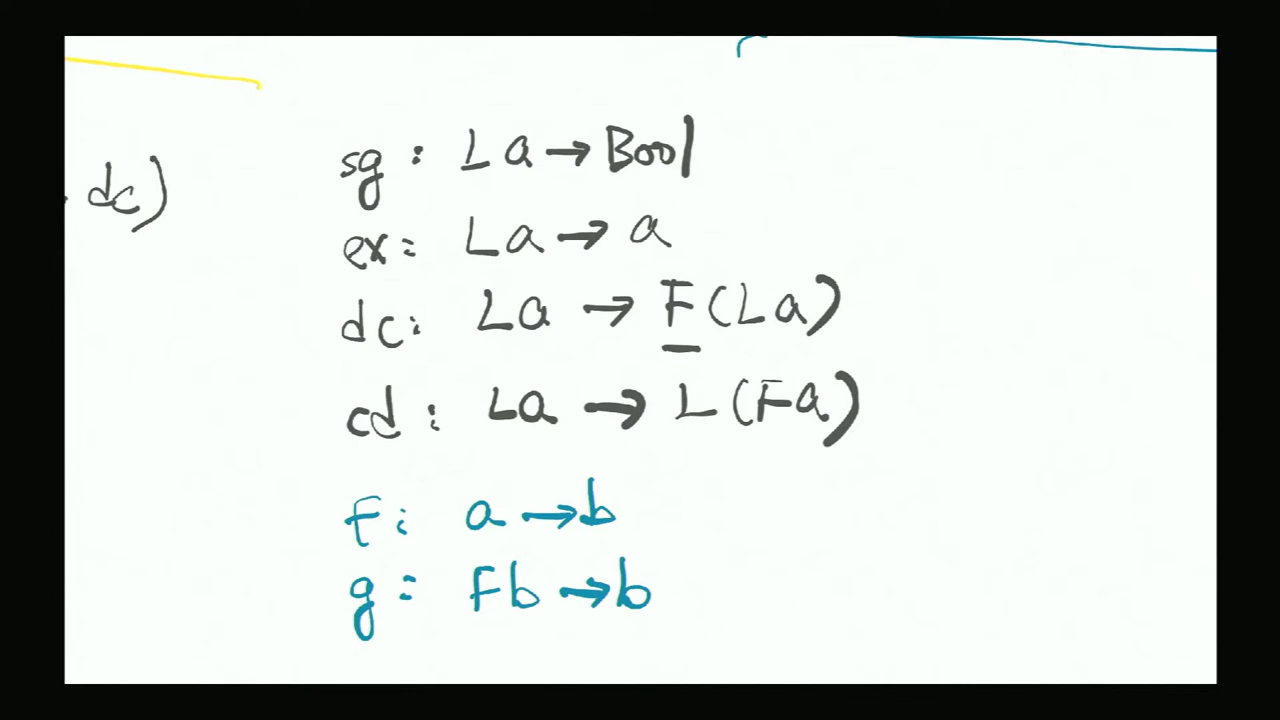 . dc)
sg : La → Bool
ex : La → a
dc : La → F(La)
cd : La → L(Fa)
f : a → b
g : Fb → b